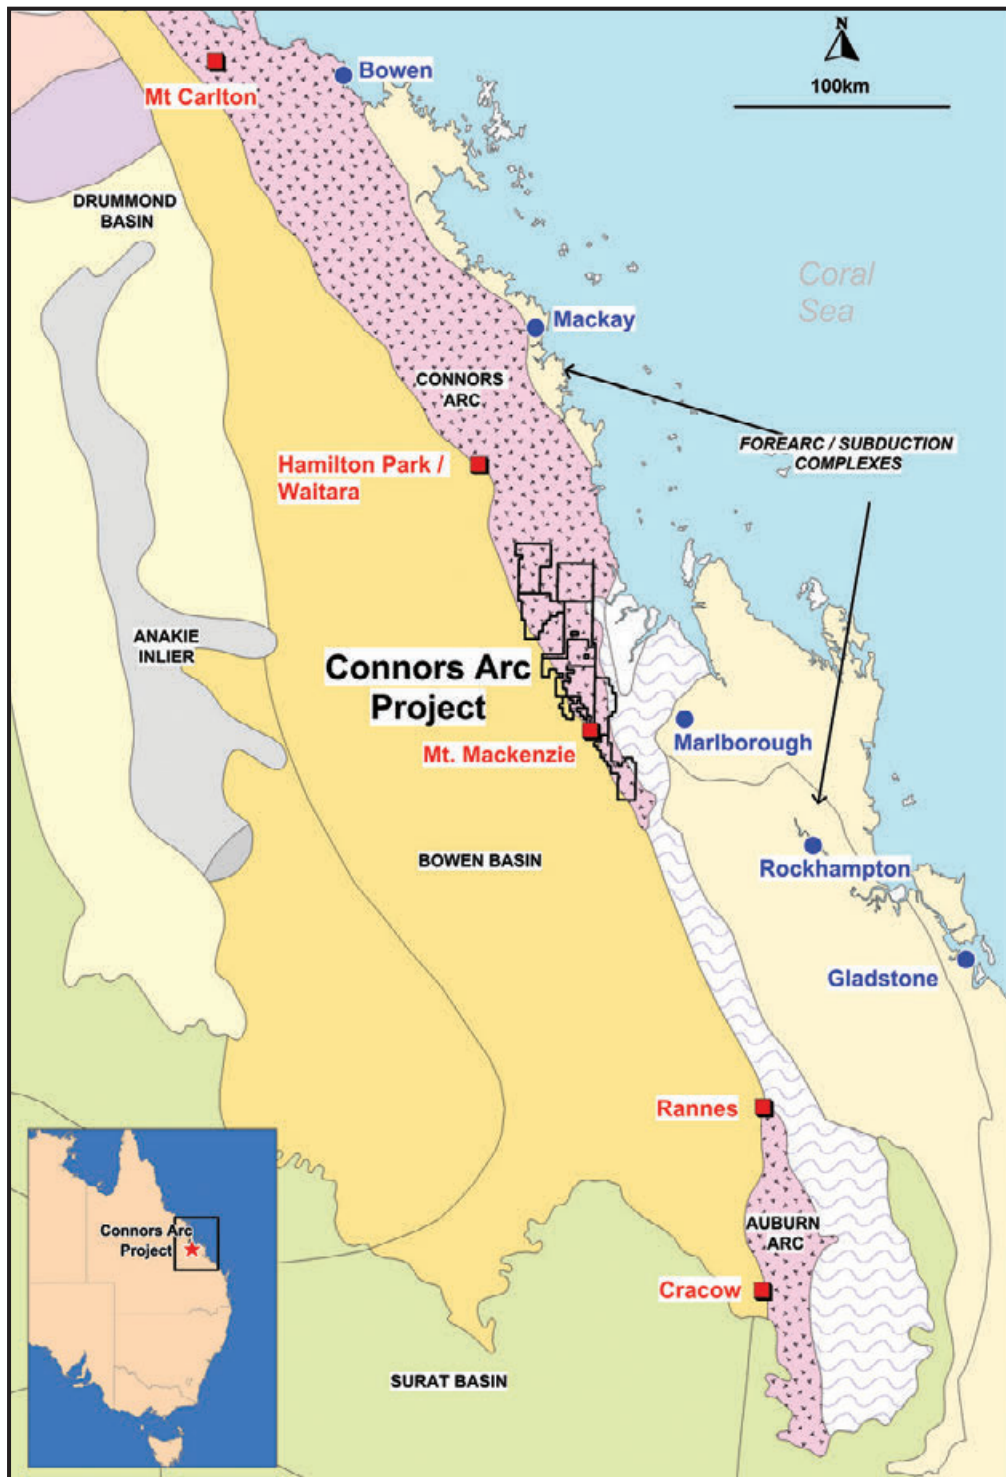 N
100km
Bowen
Mt Carlton
DRUMMOND
BASIN
Coral
Sea
Mackay
CONNORS
ARC
FOREARC / SUBDUCTION
COMPLEXES
Hamilton Park /
Waitara
ANAKIE
INLIER
Connors Arc
Project
Marlborough
Mt. Mackenzie
BOWEN BASIN
Rockhampton
Gladstone
Rannes
AUBURN
ARC
Connors Arc
Project
Cracow
SURAT BASIN